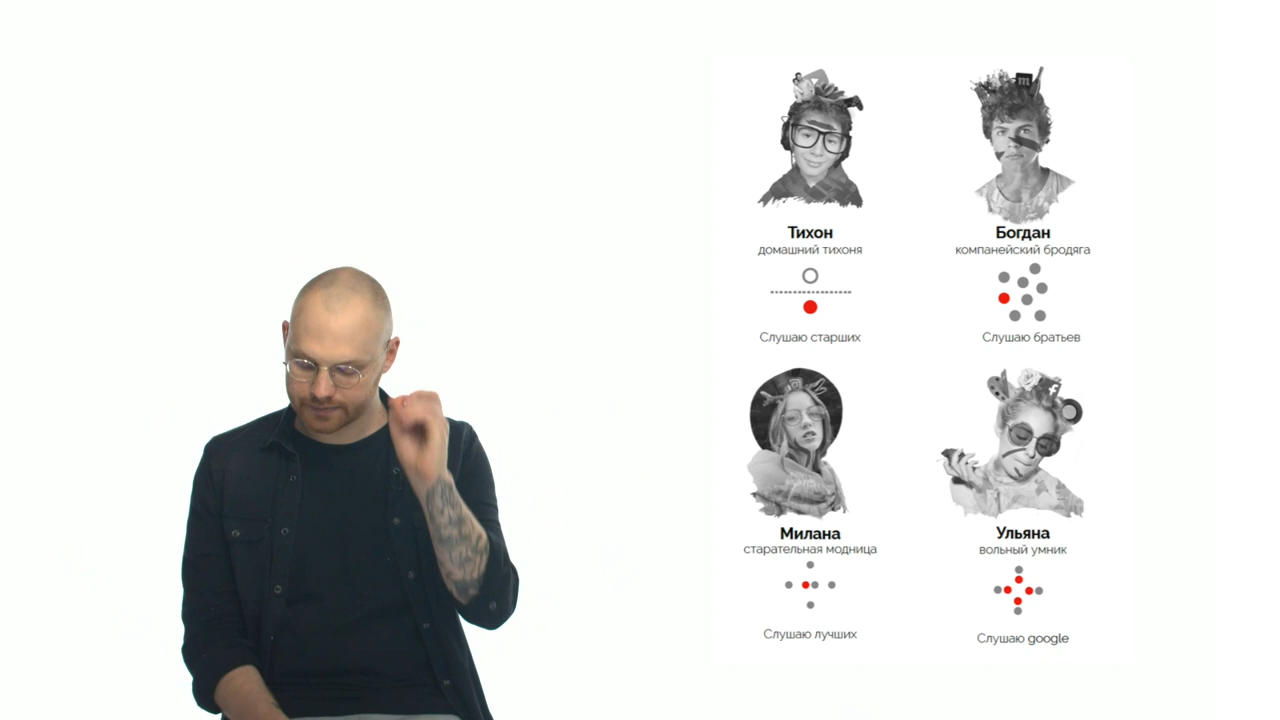 Тихон
домашний тихоня
Слушаю старших
Богдан
компанейский бродяга
Слушаю братьев
Милана
старательная модница
Слушаю лучших
Ульяна
вольный умник
Слушаю google